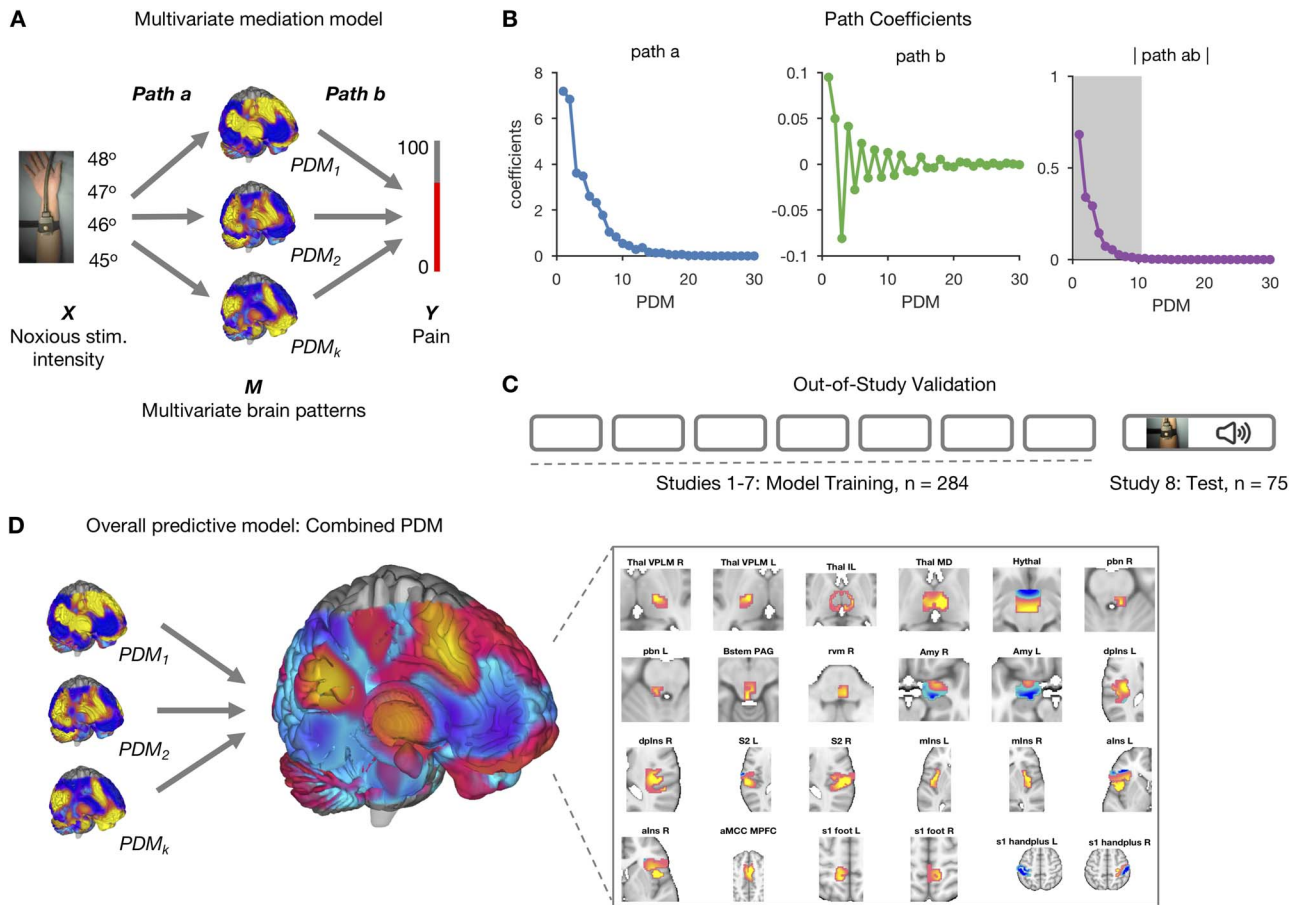 A
Multivariate mediation model
Path a
Path b
48º
47º
46º
45º
100
0
PDM1
PDM2
PDMk
X
Noxious stim.
intensity
M
Multivariate brain patterns
Y
Pain
B
Path Coefficients
path a
path b
| path ab |
coefficients
8
6
4
2
0
0 10 20 30
PDM
0.1
0.05
0
-0.05
-0.1
0 10 20 30
PDM
1
0.5
0
0 10 20 30
PDM
C
Out-of-Study Validation
Studies 1-7: Model Training, n = 284
Study 8: Test, n = 75
D
Overall predictive model: Combined PDM
PDM1
PDM2
PDMk
Thal VPLM R Thal VPLM L Thal IL Thal MD Hythal pbn R
pbn L Bstem PAG rvm R Amy R Amy L dpIns L
dpIns R S2 L S2 R mIns L mIns R aIns L
aIns R aMCC MPFC s1 foot L s1 foot R s1 handplus L s1 handplus R